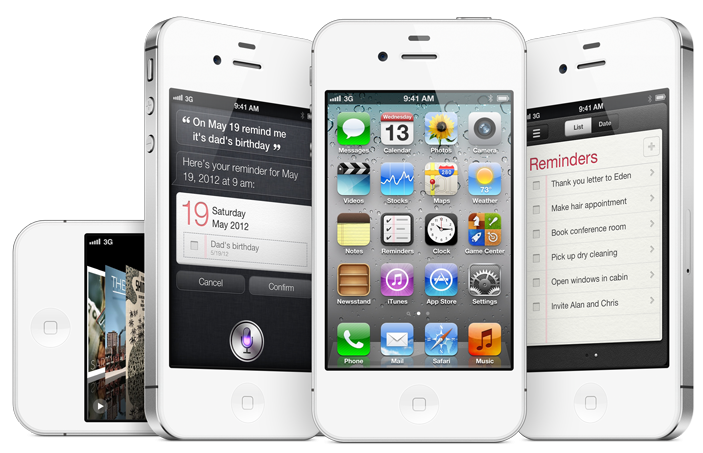 3G
THE
3G 9:41 AM
“ On May 19 remind me
it's dad's birthday ”
Here's your reminder for May
19, 2012 at 9 am:
19 Saturday
May 2012
Dad's birthday
5/19/12
Cancel Confirm
3G 9:41 AM
Wednesday
13
280
73°
Messages Calendar Photos Camera
Videos Stocks Maps Weather
Notes Reminders Clock Game Center
Newsstand iTunes App Store Settings
Phone Mail Safari Music
3G 9:41 AM
List Date
Reminders
Thank you letter to Eden
Make hair appointment
Book conference room
Pick up dry cleaning
Open windows in cabin
Invite Alan and Chris